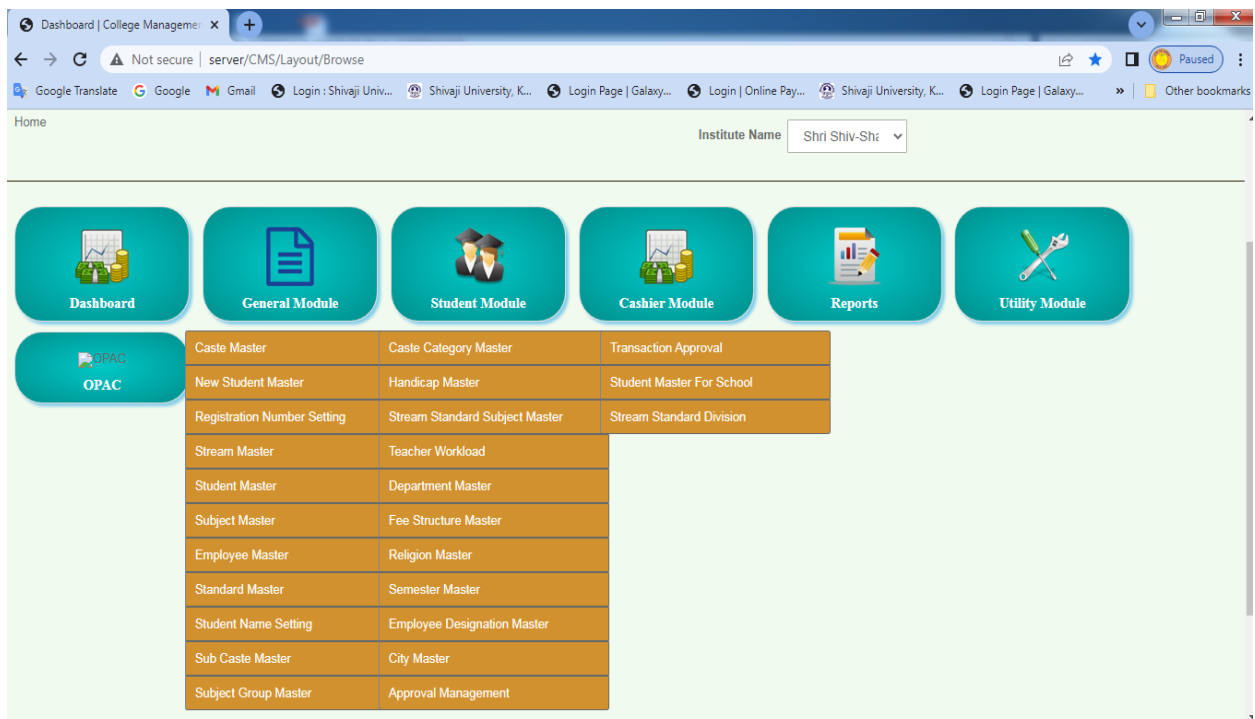 Dashboard | College Managemer
Not secure | server/CMS/Layout/Browse
Paused
Google Translate Google Gmail Login : Shivaji Univ... Shivaji University, K... Login Page | Galaxy... Login | Online Pay... Shivaji University, K... Login Page | Galaxy... » Other bookmarks
Home
Institute Name Shri Shiv-Sha
Dashboard General Module Student Module Cashier Module Reports Utility Module
OPAC
OPAC
Caste Master Caste Category Master Transaction Approval
New Student Master Handicap Master Student Master For School
Registration Number Setting Stream Standard Subject Master Stream Standard Division
Stream Master Teacher Workload
Student Master Department Master
Subject Master Fee Structure Master
Employee Master Religion Master
Standard Master Semester Master
Student Name Setting Employee Designation Master
Sub Caste Master City Master
Subject Group Master Approval Management